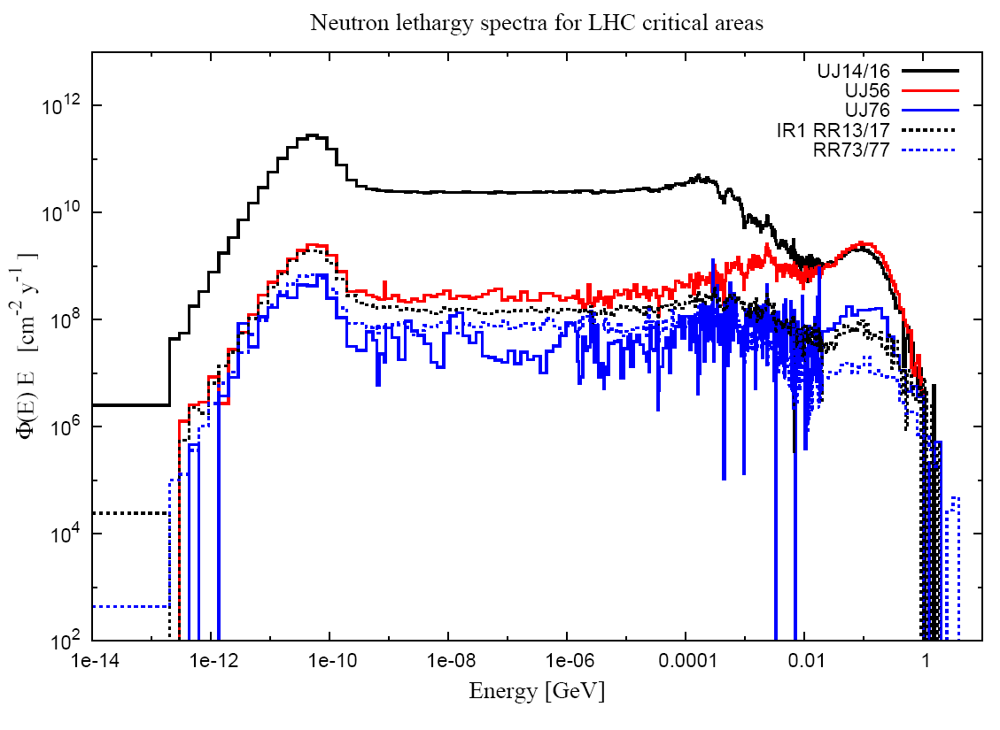 Neutron lethargy spectra for LHC critical areas
UJ14/16
UJ56
UJ76
IR1 RR13/17
RR73/77
Φ(E) E [cm-2 y-1 ]
10^12
10^10
10^8
10^6
10^4
10^2
1e-14 1e-12 1e-10 1e-08 1e-06 0.0001 0.01 1
Energy [GeV]